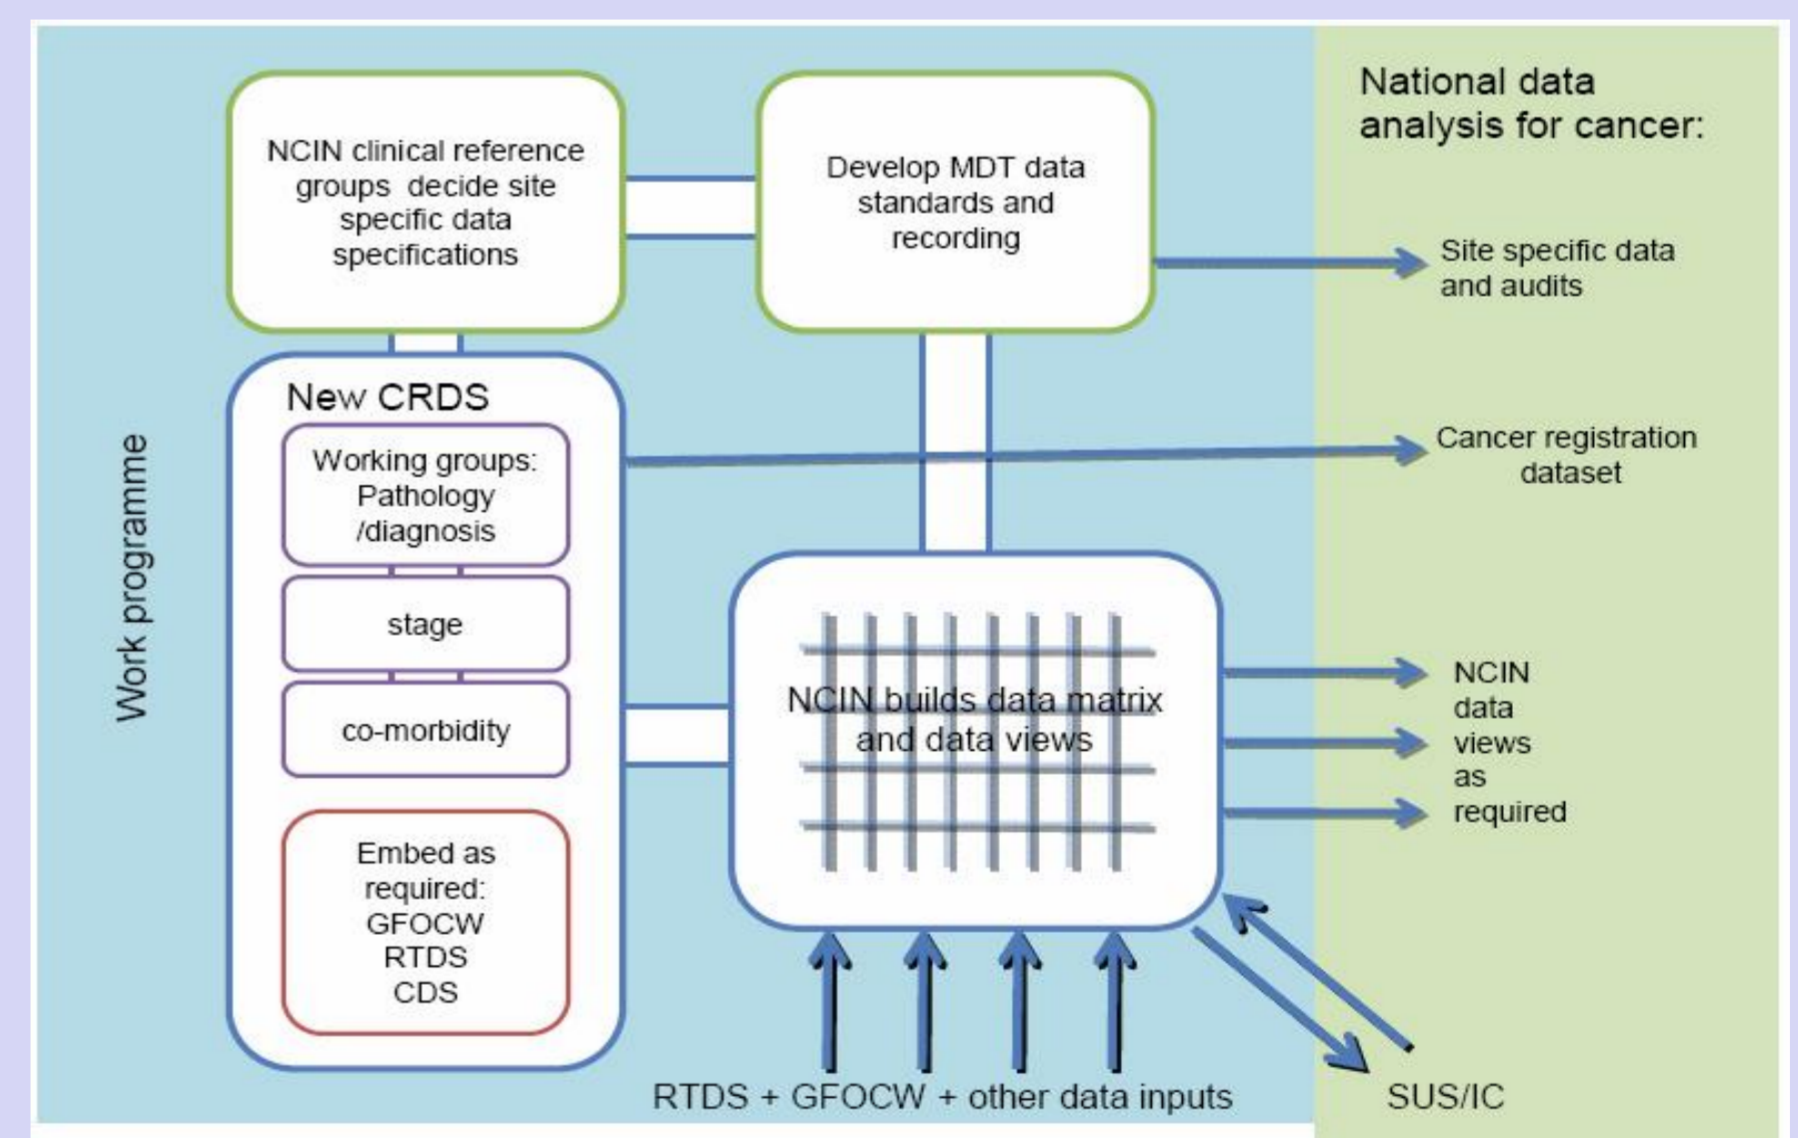 NCIN clinical reference
groups decide site
specific data
specifications
Develop MDT data
standards and
recording
National data
analysis for cancer:
Site specific data
and audits
Work programme
New CRDS
Working groups:
Pathology
/diagnosis
stage
co-morbidity
Embed as
required:
GFOCW
RTDS
CDS
Cancer registration
dataset
NCIN builds data matrix
and data views
NCIN
data
views
as
required
RTDS + GFOCW + other data inputs
SUS/IC